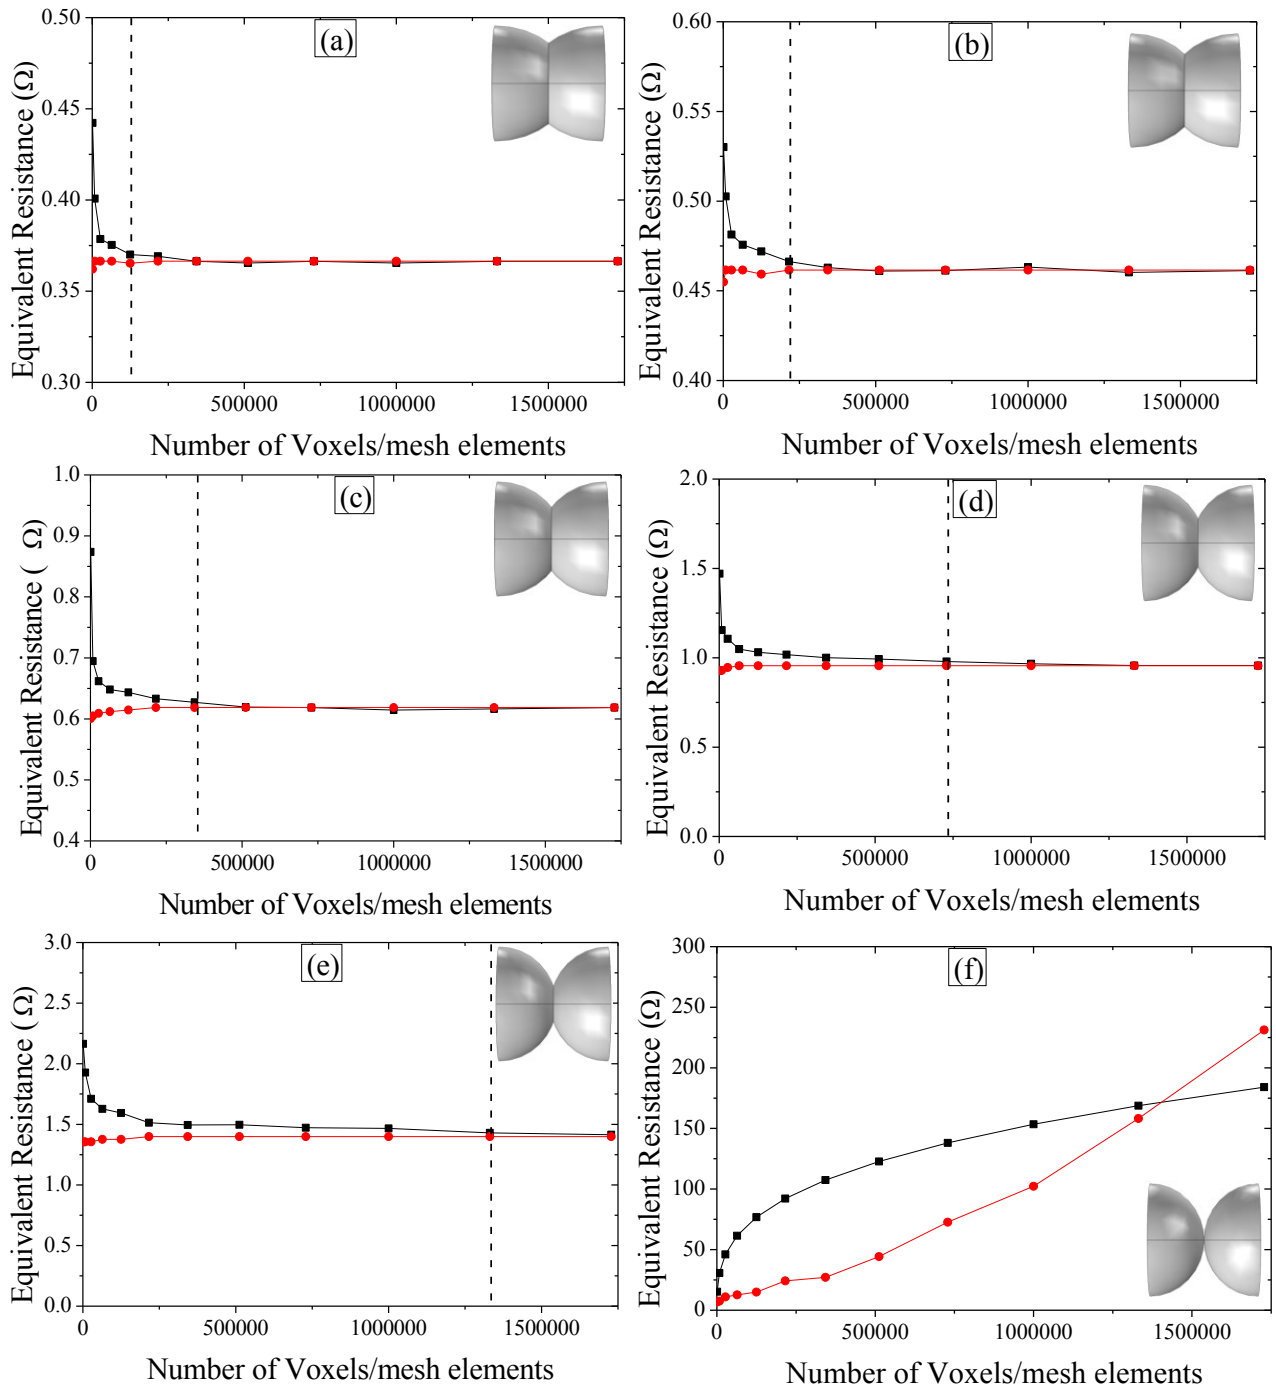 (a)
0.50
0.45
0.40
0.35
0.30
Equivalent Resistance (Ω)
0 500000 1000000 1500000
Number of Voxels/mesh elements
(b)
0.60
0.55
0.50
0.45
0.40
Equivalent Resistance (Ω)
0 500000 1000000 1500000
Number of Voxels/mesh elements
(c)
1.0
0.9
0.8
0.7
0.6
0.5
0.4
Equivalent Resistance ( Ω)
0 500000 1000000 1500000
Number of Voxels/mesh elements
(d)
2.0
1.5
1.0
0.5
0.0
Equivalent Resistance (Ω)
0 500000 1000000 1500000
Number of Voxels/mesh elements
(e)
3.0
2.5
2.0
1.5
1.0
0.5
0.0
Equivalent Resistance ( Ω)
0 500000 1000000 1500000
Number of Voxels/mesh elements
(f)
300
250
200
150
100
50
0
Equivalent Resistance (Ω)
0 500000 1000000 1500000
Number of Voxels/mesh elements